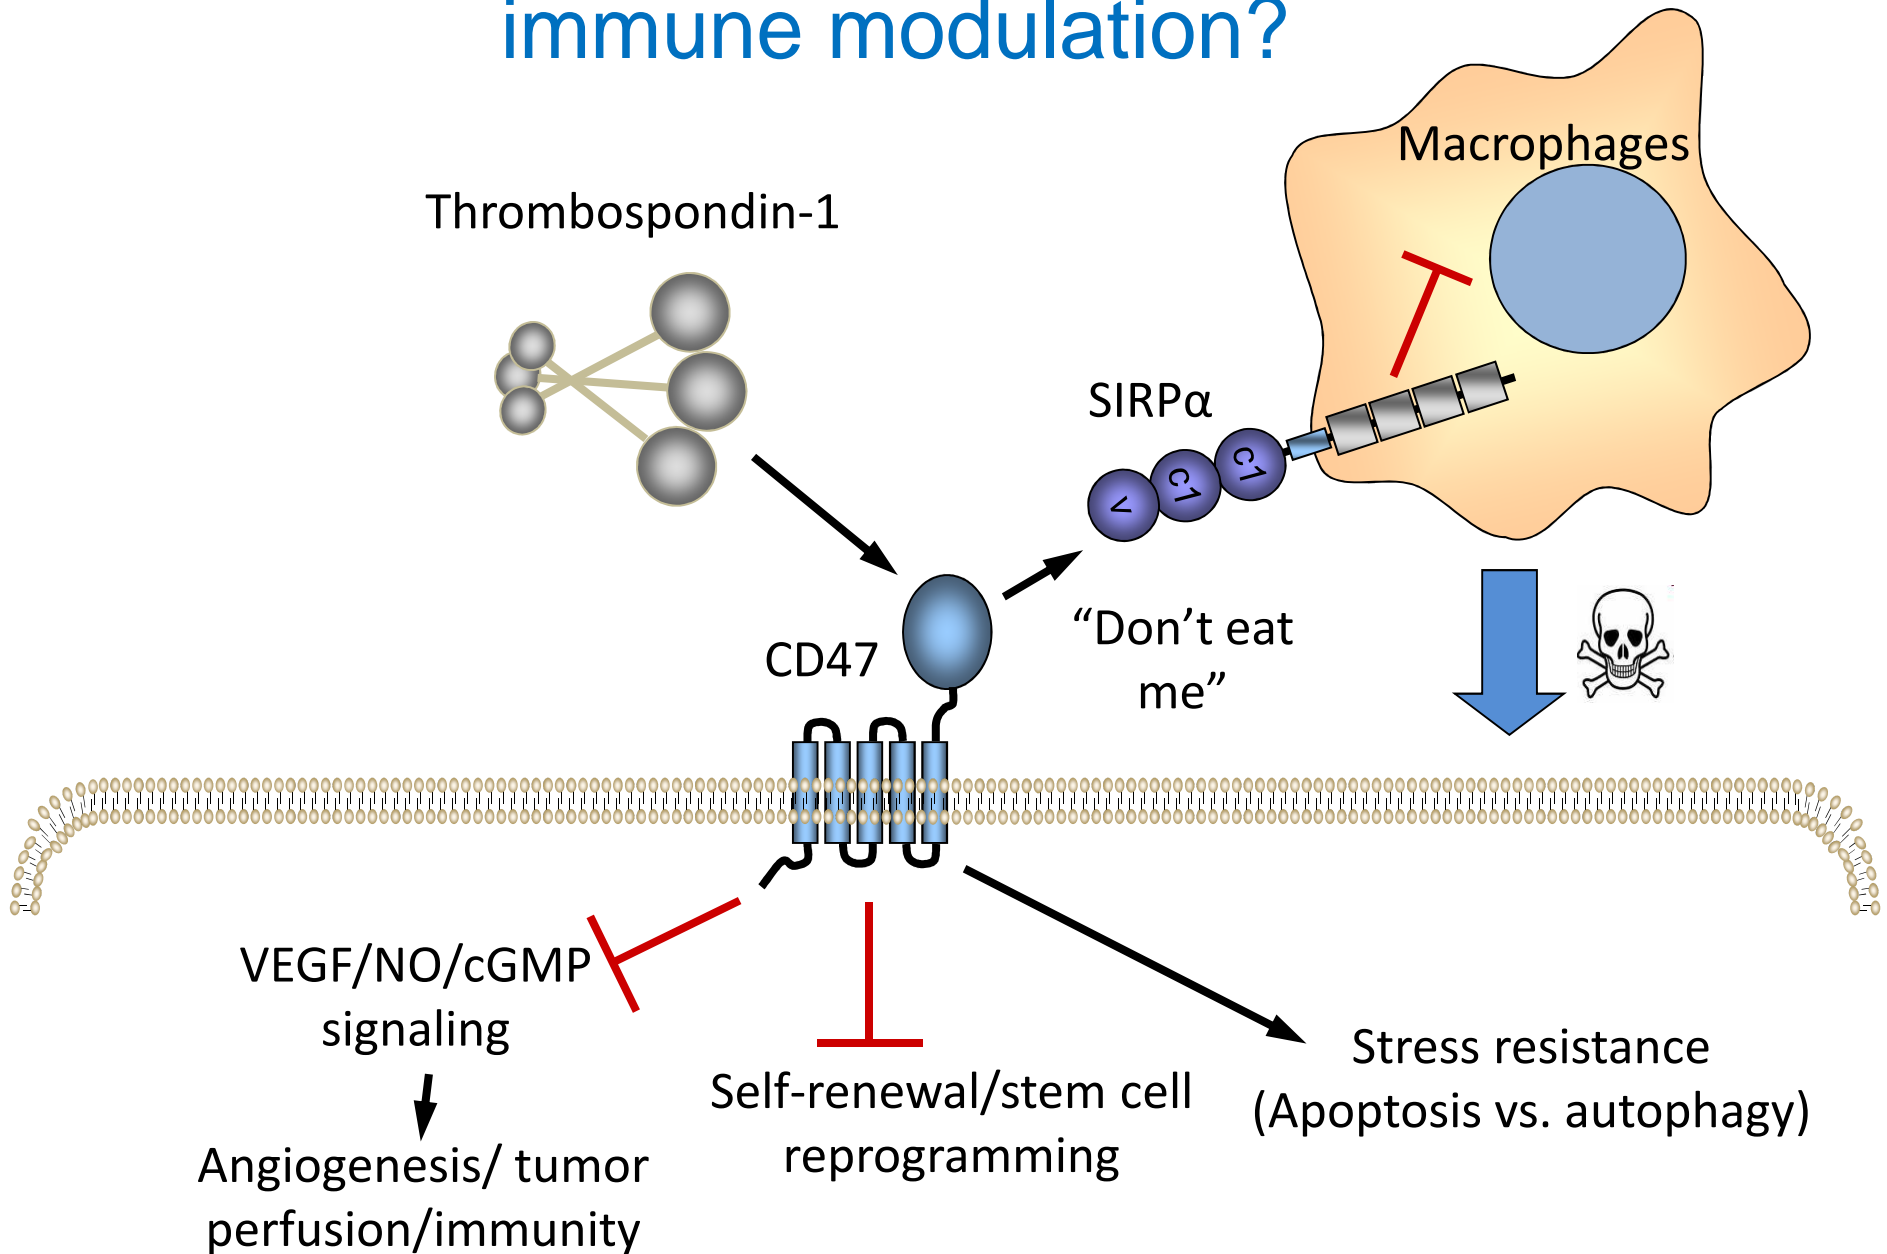 immune modulation?
Macrophages
Thrombospondin-1
SIRPα
V
C1
C1
"Don't eat
me"
CD47
VEGF/NO/cGMP
signaling
Angiogenesis/ tumor
perfusion/immunity
Self-renewal/stem cell
reprogramming
Stress resistance
(Apoptosis vs. autophagy)